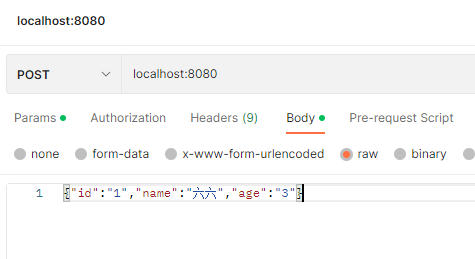 localhost:8080
POST localhost:8080
Params Authorization Headers (9) Body Pre-request Script
none form-data x-www-form-urlencoded raw binary
1 {"id":"1","name":"六六","age":"3"}